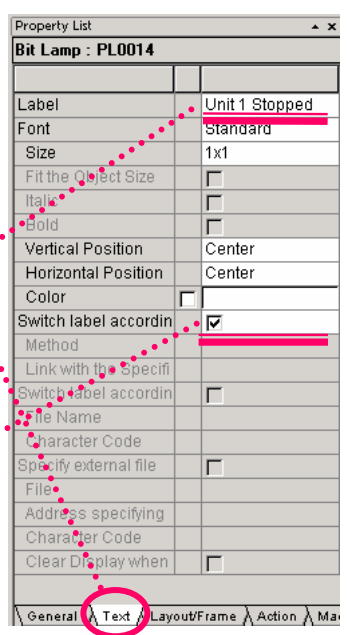 Property List
Bit Lamp : PL0014
Label Unit 1 Stopped
Font Standard
Size 1x1
Fit the Object Size
Italic
Bold
Vertical Position Center
Horizontal Position Center
Color
Switch label accordin
Method
Link with the Specifi
Switch label accordin
File Name
Character Code
Specify external file
File
Address specifying
Character Code
Clear Display when
General Text Layout/Frame Action Ma